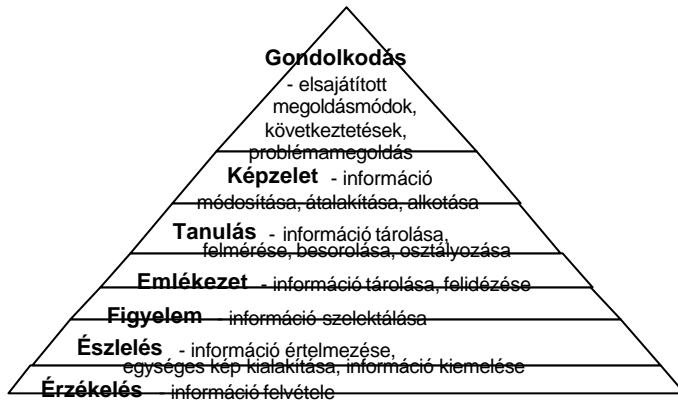 Gondolkodás
- elsajátított
megoldásmódok,
következtetések,
problémamegoldás
Képzelet - információ
módosítása, átalakítása, alkotása
Tanulás - információ tárolása,
felmérése, besorolása, osztályozása
Emlékezet - információ tárolása, felidézése
Figyelem - információ szelektálása
Észlelés - információ értelmezése,
egységes kép kialakítása, információ kiemelése
Érzékelés - információ felvétele